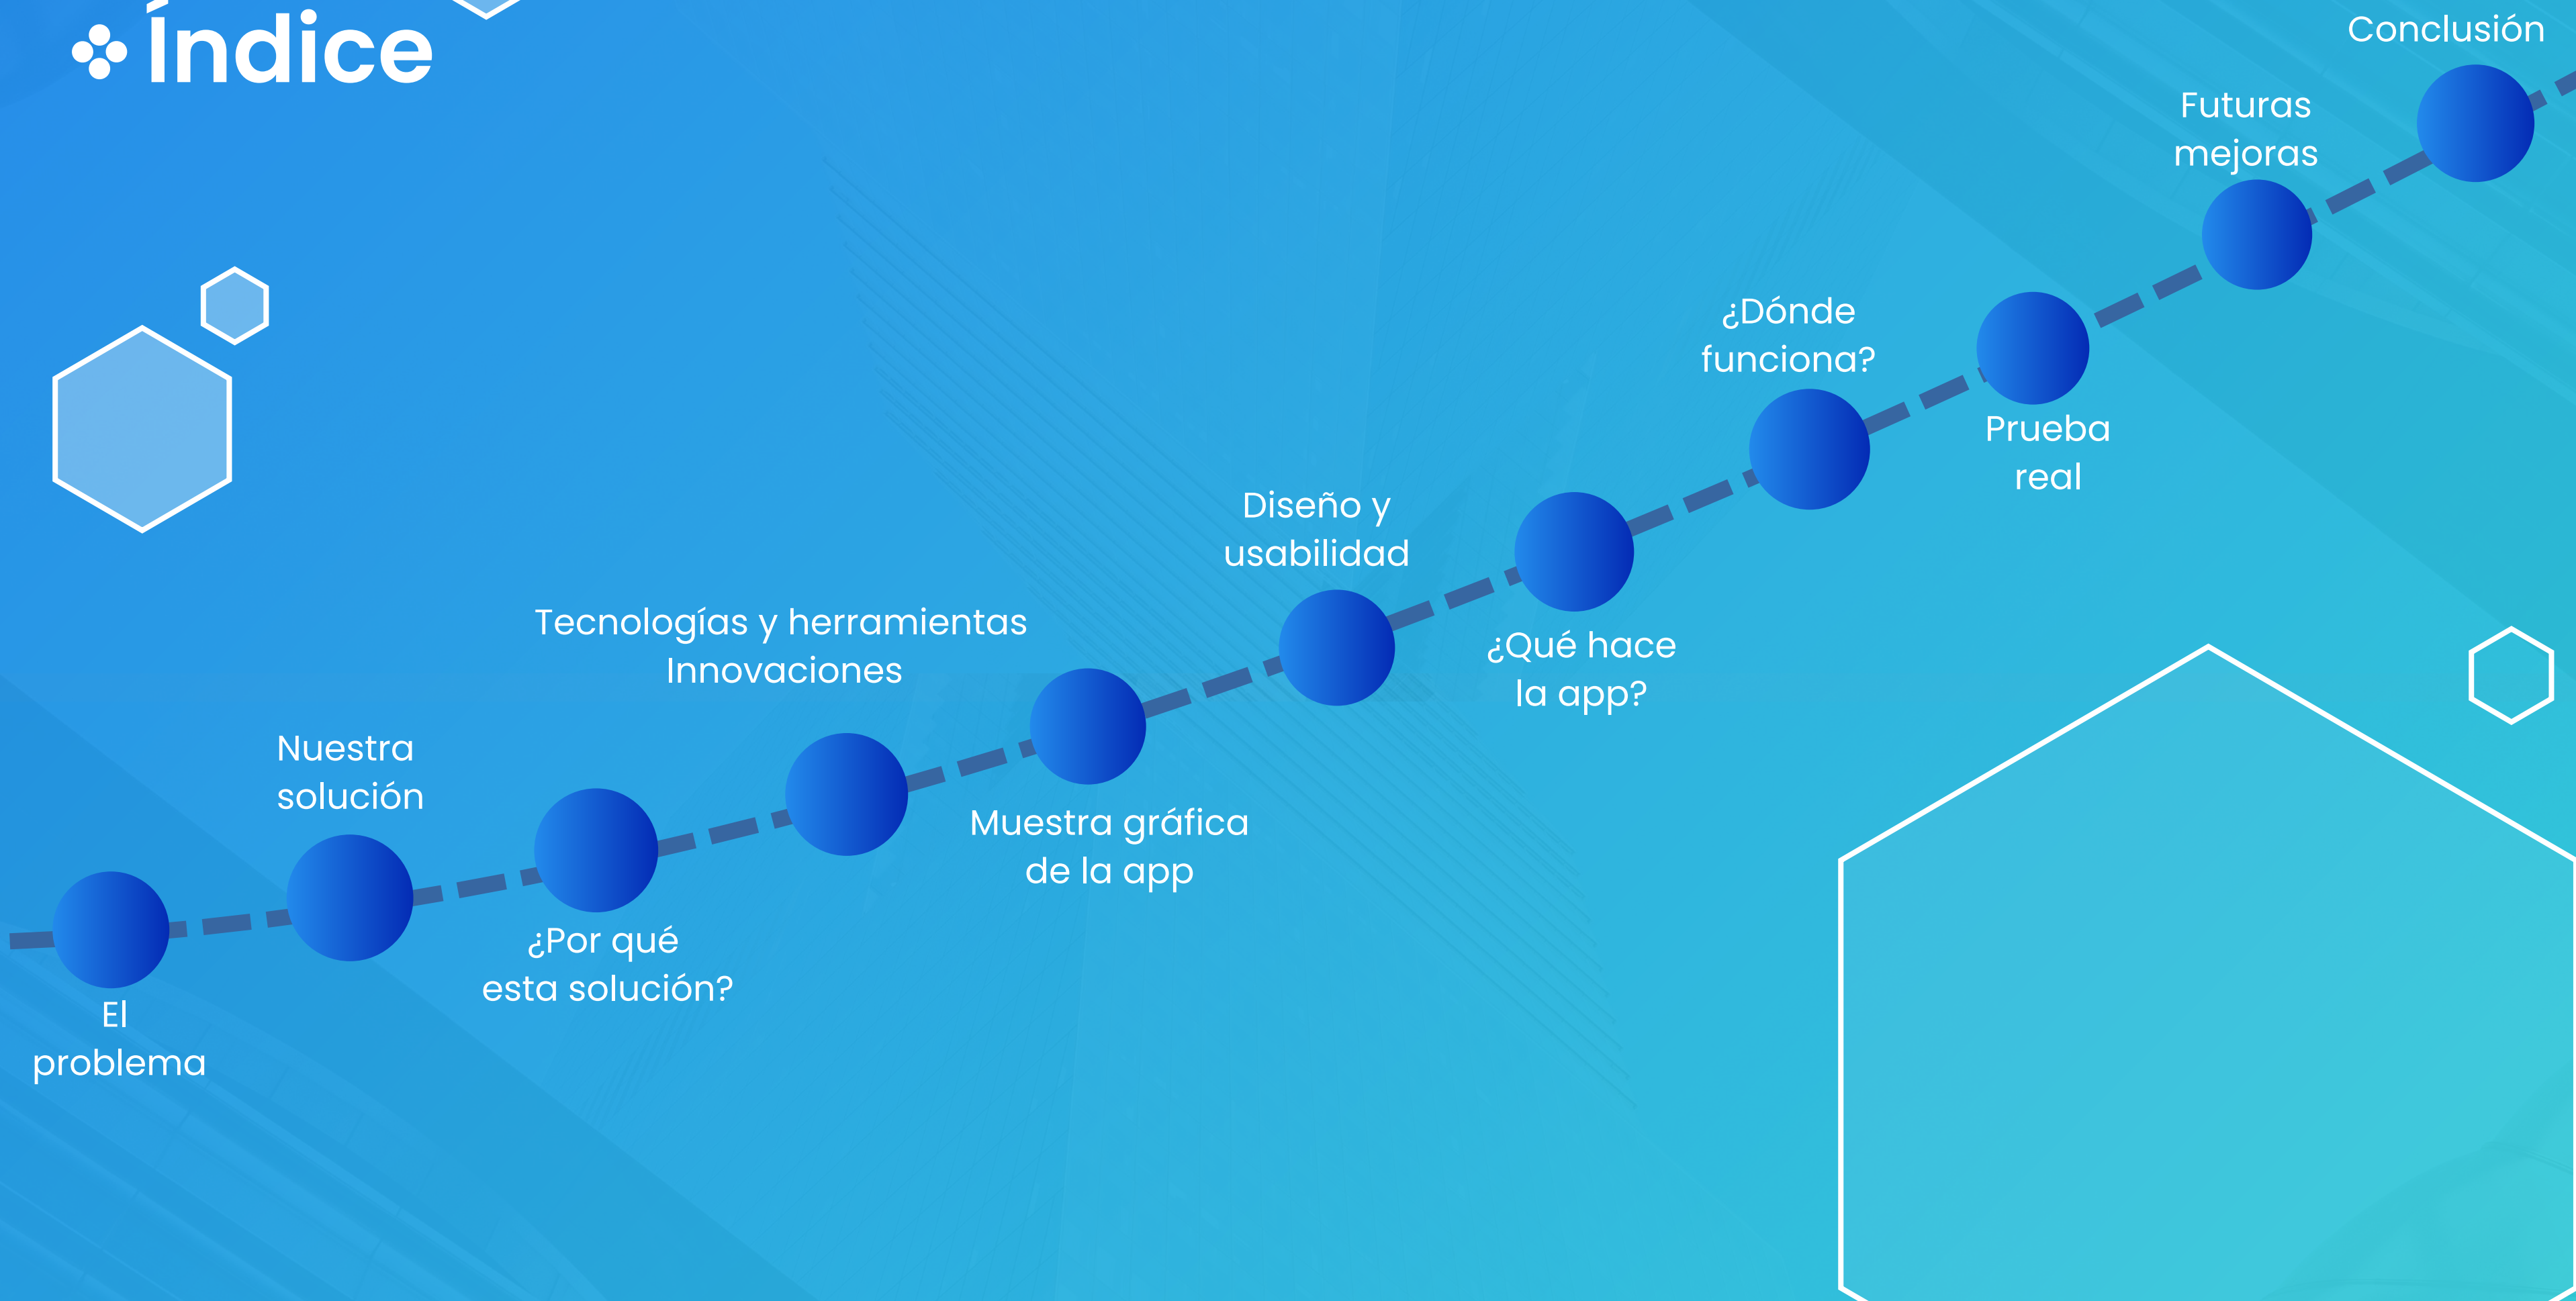 Índice
El
problema
Nuestra
solución
¿Por qué
esta solución?
Tecnologías y herramientas
Innovaciones
Muestra gráfica
de la app
Diseño y
usabilidad
¿Qué hace
la app?
¿Dónde
funciona?
Prueba
real
Futuras
mejoras
Conclusión